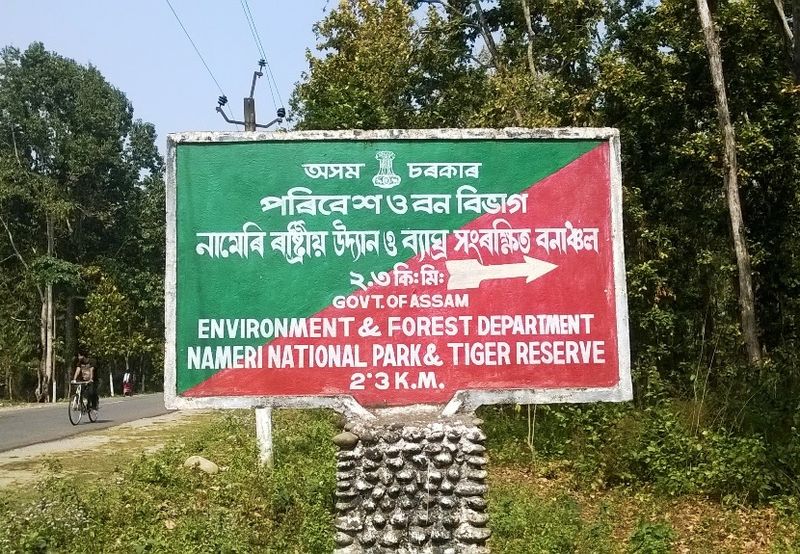 অসম চৰকাৰ
পৰিবেশ ও বন বিভাগ
নামেৰি ৰাষ্ট্ৰীয় উদ্যান ও ব্যাঘ্ৰ সংৰক্ষিত বনাঞ্চল
২.৩ কি:মি:
GOVT. OF ASSAM
ENVIRONMENT & FOREST DEPARTMENT
NAMERI NATIONAL PARK & TIGER RESERVE
2·3 K.M.